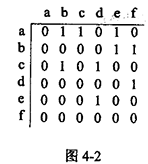 a b c d e f
a 0 1 1 0 1 0
b 0 0 0 0 1 1
c 0 1 0 1 0 0
d 0 0 0 0 0 1
e 0 0 0 1 0 0
f 0 0 0 0 0 0
图 4-2